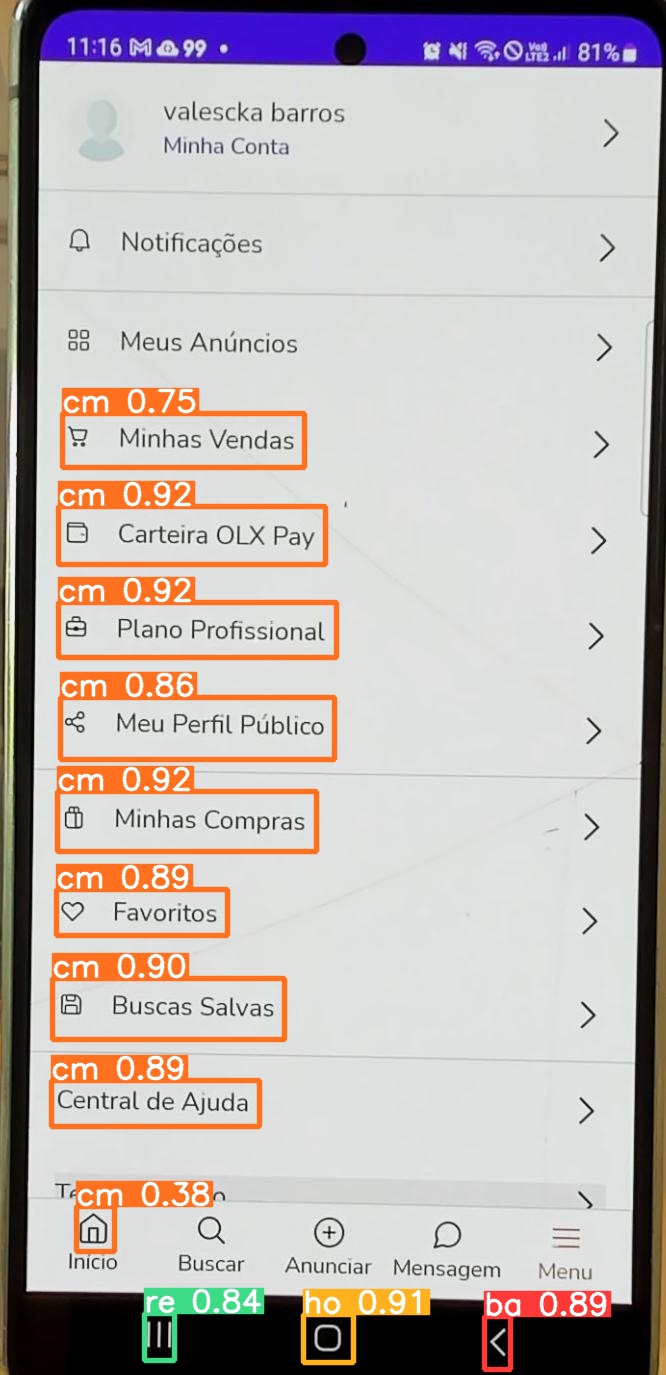 11:16 99
81%
valescka barros
Minha Conta
Notificações
Meus Anúncios
cm 0.75
Minhas Vendas
cm 0.92
Carteira OLX Pay
cm 0.92
Plano Profissional
cm 0.86
Meu Perfil Público
cm 0.92
Minhas Compras
cm 0.89
Favoritos
cm 0.90
Buscas Salvas
cm 0.89
Central de Ajuda
cm 0.38
Início Buscar Anunciar Mensagem Menu
re 0.84 ho 0.91 ba 0.89